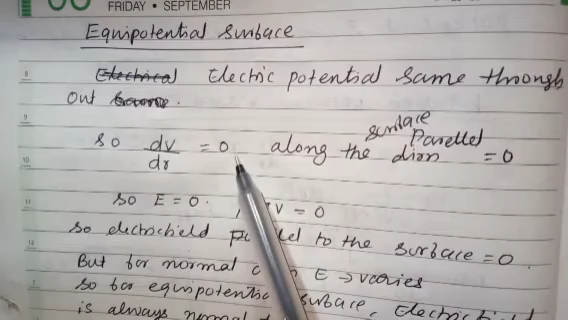 FRIDAY • SEPTEMBER
Equipotential Surface
Electrical Electric potential same through
out
so dv/dr = 0 along the surface Parallel dirn = 0
so E = 0. V = 0
so electricfield to the surface = 0.
But for normal E → varies
so for equipotential surface, Electric field
is always normal